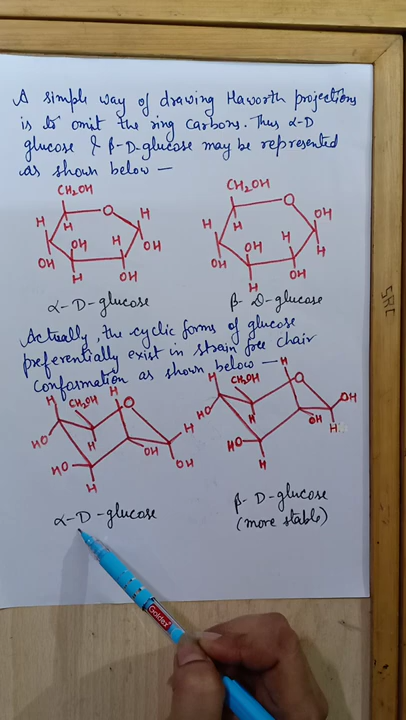 A simple way of drawing Haworth projections
is to omit the ring carbons. Thus α-D
glucose & β-D-glucose may be represented
as shown below —
CH₂OH
O
H
H
H
OH
H
OH
OH
H
CH₂OH
O
OH
H
H
OH
H
OH
H
OH
H
α-D-glucose
β-D-glucose
Actually, the cyclic forms of glucose
preferentially exist in strain free chair
conformation as shown below —
H
CH₂OH
H
O
HO
H
H
HO
OH
OH
H
H
CH₂OH
H
O
HO
H
OH
HO
OH
H
H
α-D-glucose
β-D-glucose
(more stable)
Goldex
SRC